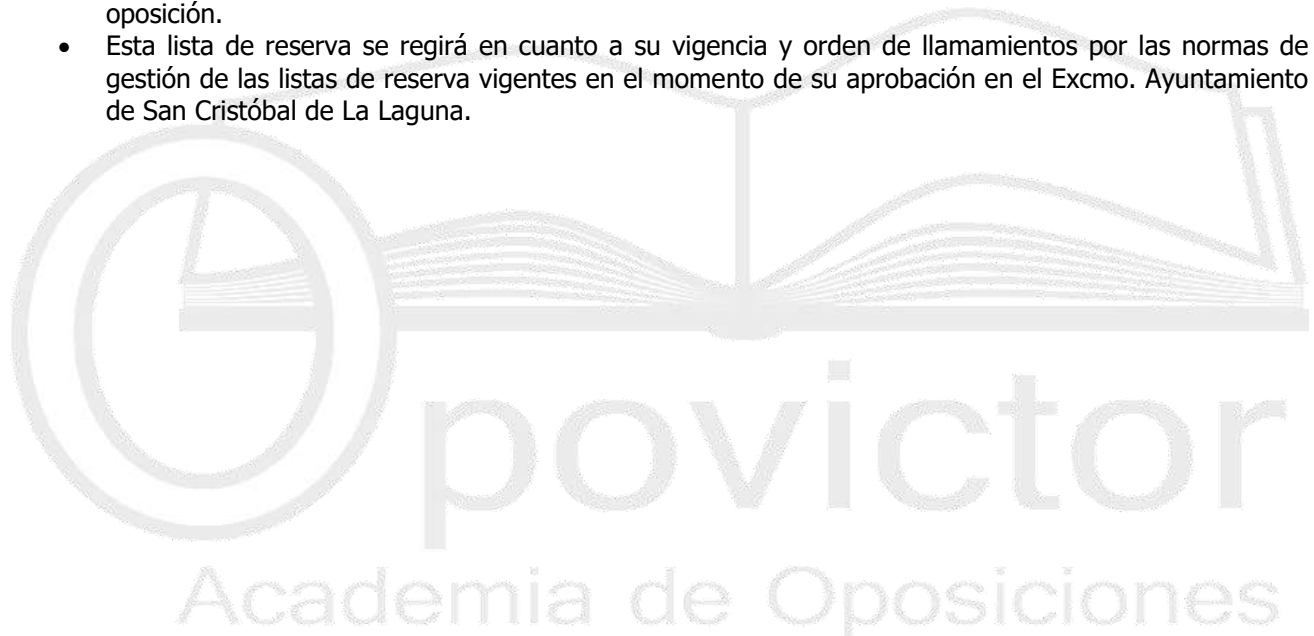 oposición.
• Esta lista de reserva se regirá en cuanto a su vigencia y orden de llamamientos por las normas de
gestión de las listas de reserva vigentes en el momento de su aprobación en el Excmo. Ayuntamiento
de San Cristóbal de La Laguna.
Opovictor
Academia de Oposiciones